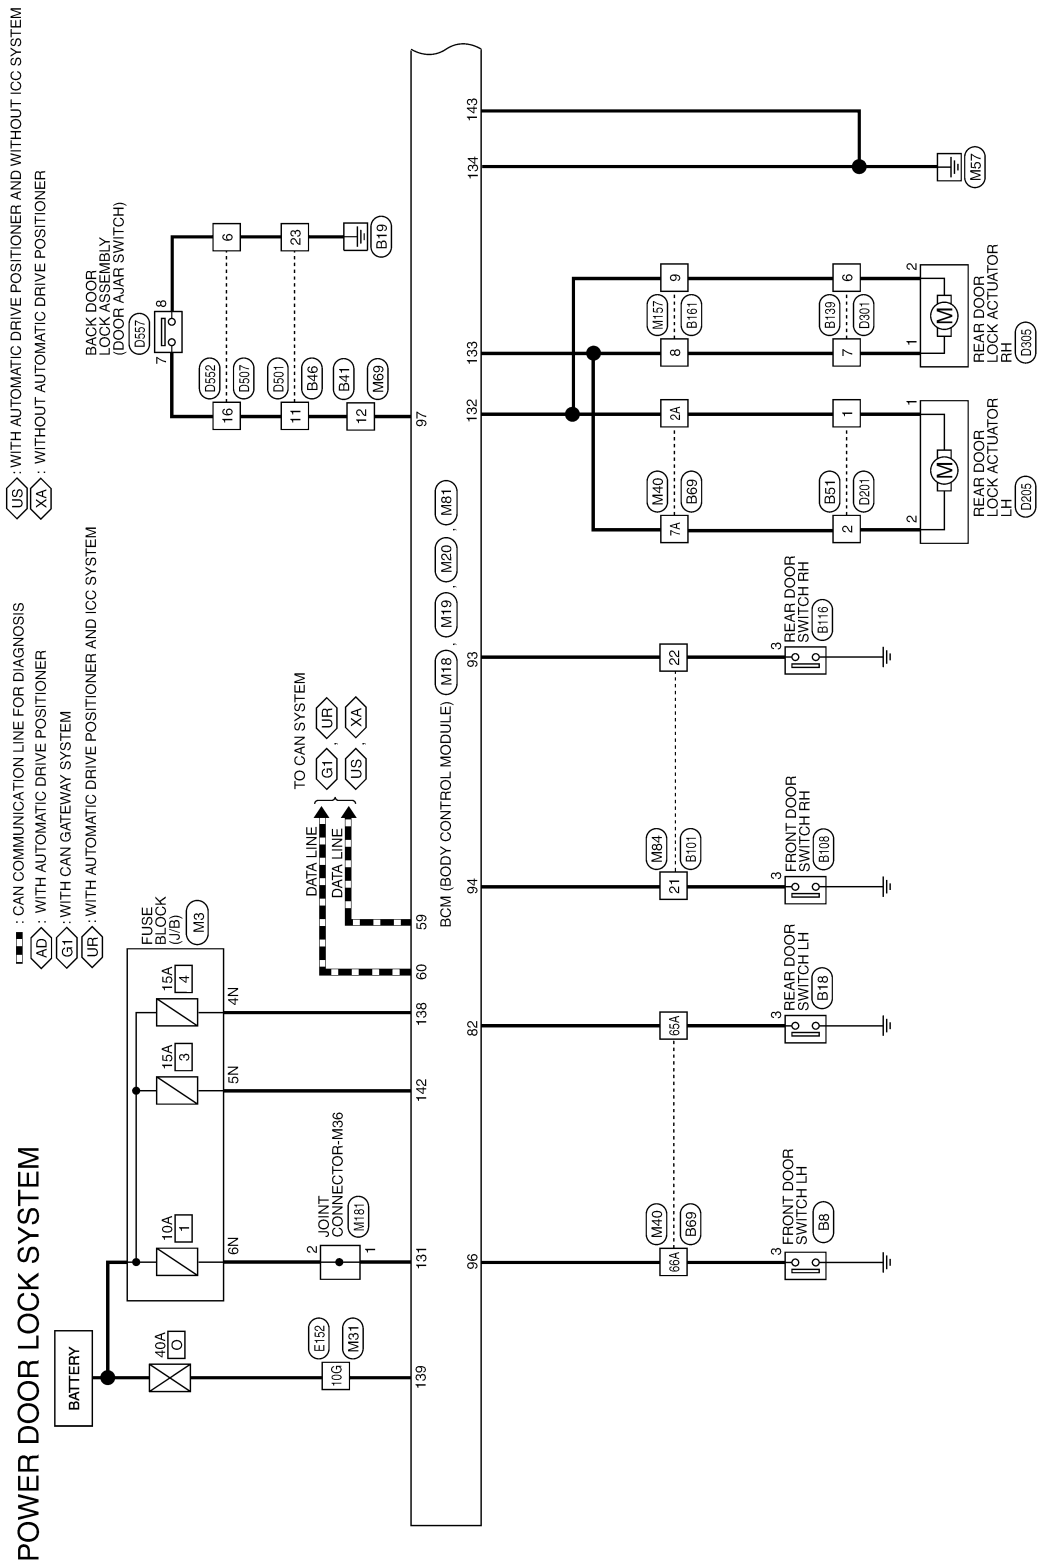 POWER DOOR LOCK SYSTEM
: CAN COMMUNICATION LINE FOR DIAGNOSIS
AD : WITH AUTOMATIC DRIVE POSITIONER
G1 : WITH CAN GATEWAY SYSTEM
UR : WITH AUTOMATIC DRIVE POSITIONER AND ICC SYSTEM
US : WITH AUTOMATIC DRIVE POSITIONER AND WITHOUT ICC SYSTEM
XA : WITHOUT AUTOMATIC DRIVE POSITIONER
BATTERY
40A
O
10A
1
15A
3
15A
4
FUSE
BLOCK
(J/B)
M3
6N
5N
4N
E152
M31
10G
2
1
JOINT
CONNECTOR-M36
M181
DATA LINE
DATA LINE
TO CAN SYSTEM
G1 , UR
US , XA
BACK DOOR
LOCK ASSEMBLY
(DOOR AJAR SWITCH)
D557
7
8
D552
D507
16
6
D501
B46
11
23
B41
M69
12
B19
139
131
142
138
60
59
97
BCM (BODY CONTROL MODULE) M18 , M19 , M20 , M81
96
82
94
93
132
133
134
143
M40
B69
66A
65A
M84
B101
21
22
M40
B69
7A
2A
M157
B161
8
9
B51
D201
2
1
B139
D301
7
6
M57
3
FRONT DOOR
SWITCH LH
B8
3
REAR DOOR
SWITCH LH
B18
3
FRONT DOOR
SWITCH RH
B108
3
REAR DOOR
SWITCH RH
B116
2
1
M
REAR DOOR
LOCK ACTUATOR
LH
D205
1
2
M
REAR DOOR
LOCK ACTUATOR
RH
D305